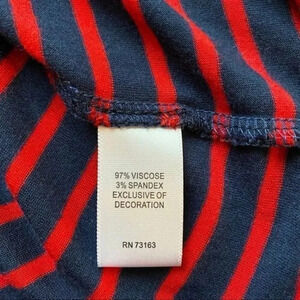 97% VISCOSE
3% SPANDEX
EXCLUSIVE OF
DECORATION
RN 73163